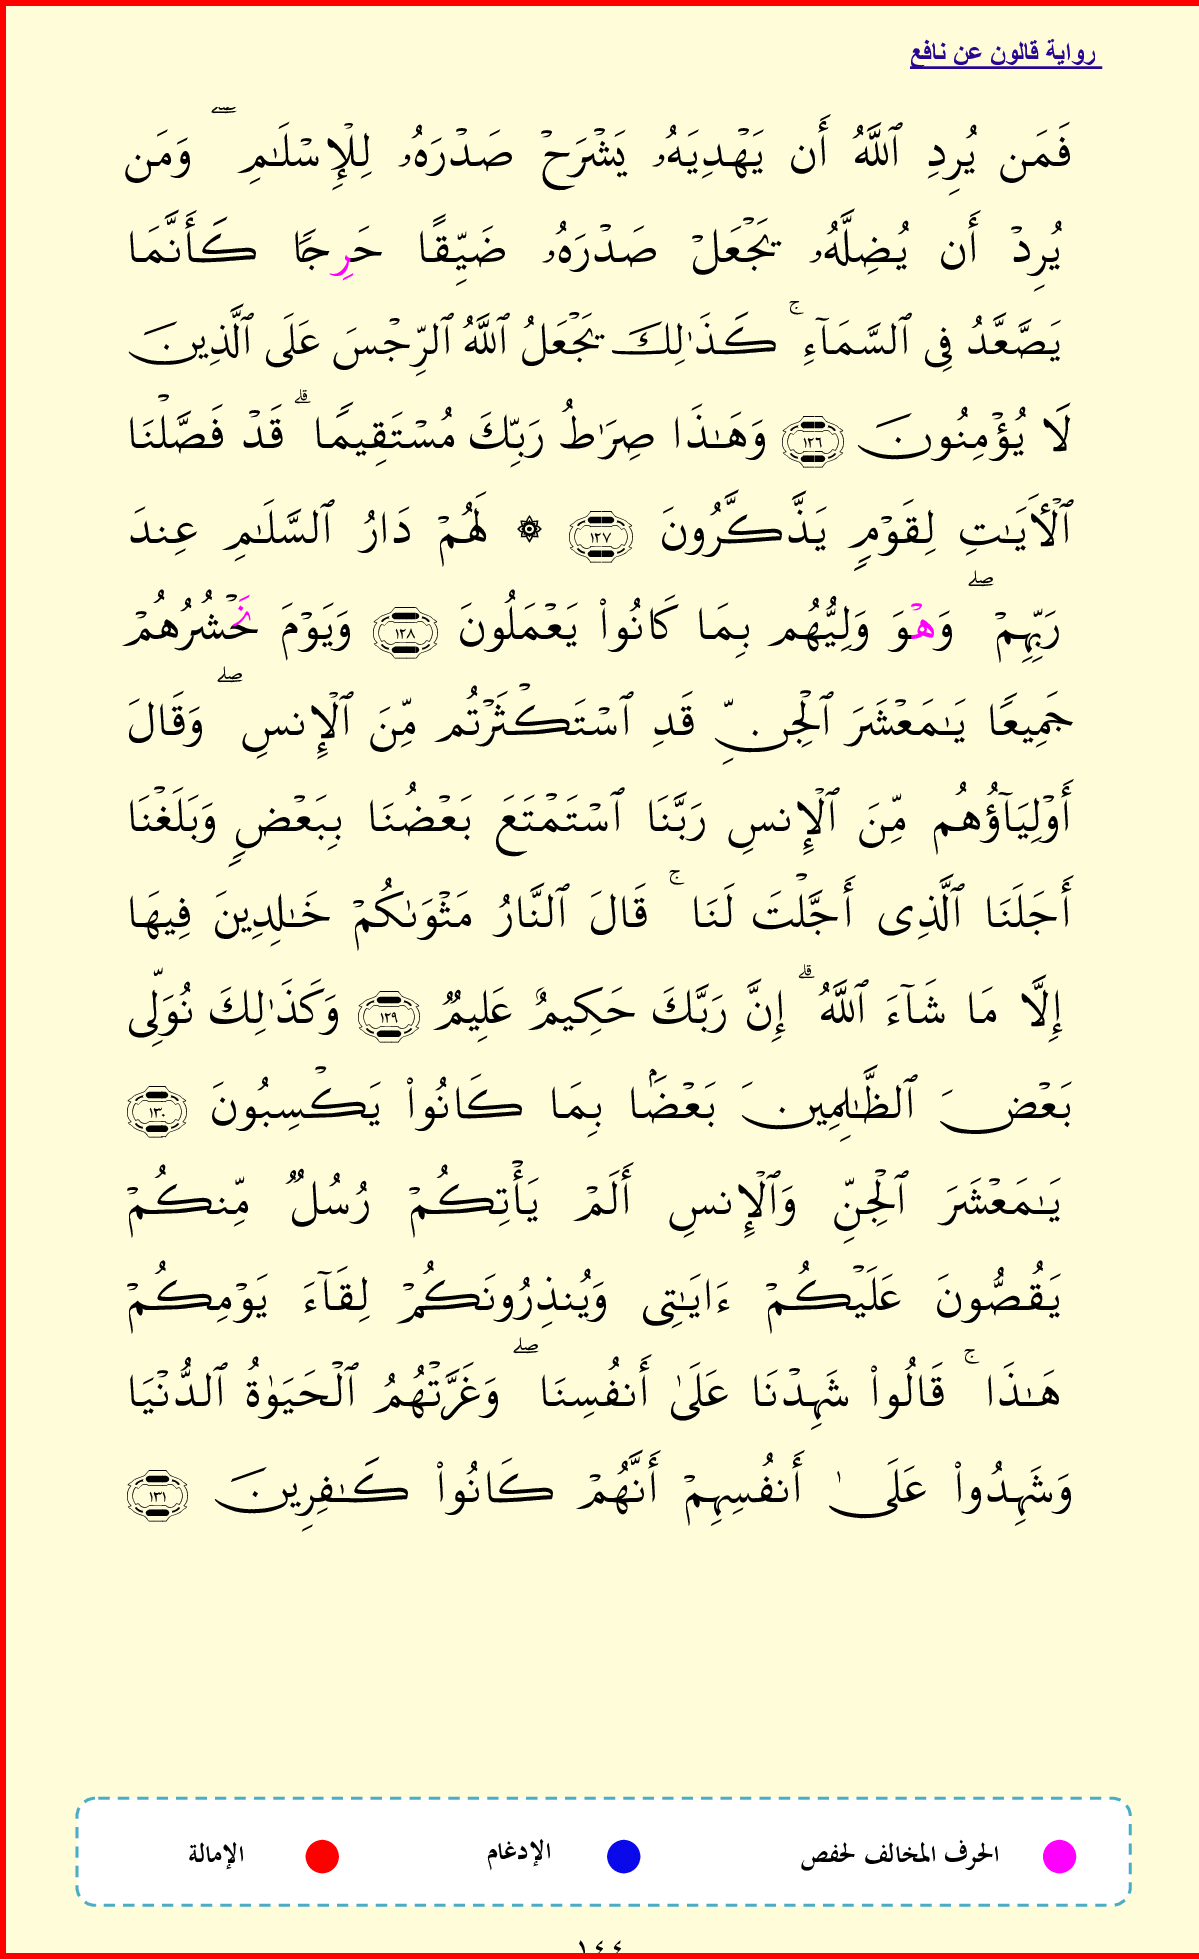 رواية قالون عن نافع
فَمَن يُرِدِ ٱللَّهُ أَن يَهْدِيَهُۥ يَشْرَحْ صَدْرَهُۥ لِلْإِسْلَٰمِ ۖ وَمَن
يُرِدْ أَن يُضِلَّهُۥ يَجْعَلْ صَدْرَهُۥ ضَيِّقًا حَرِجًا كَأَنَّمَا
يَصَّعَّدُ فِى ٱلسَّمَآءِ ۚ كَذَٰلِكَ يَجْعَلُ ٱللَّهُ ٱلرِّجْسَ عَلَى ٱلَّذِينَ
لَا يُؤْمِنُونَ ١٢٦ وَهَٰذَا صِرَٰطُ رَبِّكَ مُسْتَقِيمًا ۗ قَدْ فَصَّلْنَا
ٱلْأَيَٰتِ لِقَوْمٍ يَذَّكَّرُونَ ١٢٧ ۞ لَهُمْ دَارُ ٱلسَّلَٰمِ عِندَ
رَبِّهِمْ ۖ وَهْوَ وَلِيُّهُم بِمَا كَانُوا۟ يَعْمَلُونَ ١٢٨ وَيَوْمَ نَحْشُرُهُمْ
جَمِيعًا يَٰمَعْشَرَ ٱلْجِنِّ قَدِ ٱسْتَكْثَرْتُم مِّنَ ٱلْإِنسِ ۖ وَقَالَ
أَوْلِيَآؤُهُم مِّنَ ٱلْإِنسِ رَبَّنَا ٱسْتَمْتَعَ بَعْضُنَا بِبَعْضٍ وَبَلَغْنَا
أَجَلَنَا ٱلَّذِى أَجَّلْتَ لَنَا ۚ قَالَ ٱلنَّارُ مَثْوَىٰكُمْ خَٰلِدِينَ فِيهَا
إِلَّا مَا شَآءَ ٱللَّهُ ۗ إِنَّ رَبَّكَ حَكِيمٌ عَلِيمٌ ١٢٩ وَكَذَٰلِكَ نُوَلِّى
بَعْضَ ٱلظَّٰلِمِينَ بَعْضًۢا بِمَا كَانُوا۟ يَكْسِبُونَ ١٣٠
يَٰمَعْشَرَ ٱلْجِنِّ وَٱلْإِنسِ أَلَمْ يَأْتِكُمْ رُسُلٌ مِّنكُمْ
يَقُصُّونَ عَلَيْكُمْ ءَايَٰتِى وَيُنذِرُونَكُمْ لِقَآءَ يَوْمِكُمْ
هَٰذَا ۚ قَالُوا۟ شَهِدْنَا عَلَىٰ أَنفُسِنَا ۖ وَغَرَّتْهُمُ ٱلْحَيَوٰةُ ٱلدُّنْيَا
وَشَهِدُوا۟ عَلَىٰ أَنفُسِهِمْ أَنَّهُمْ كَانُوا۟ كَٰفِرِينَ ١٣١
الحرف المخالف لحفص الإدغام الإمالة
١٤٤